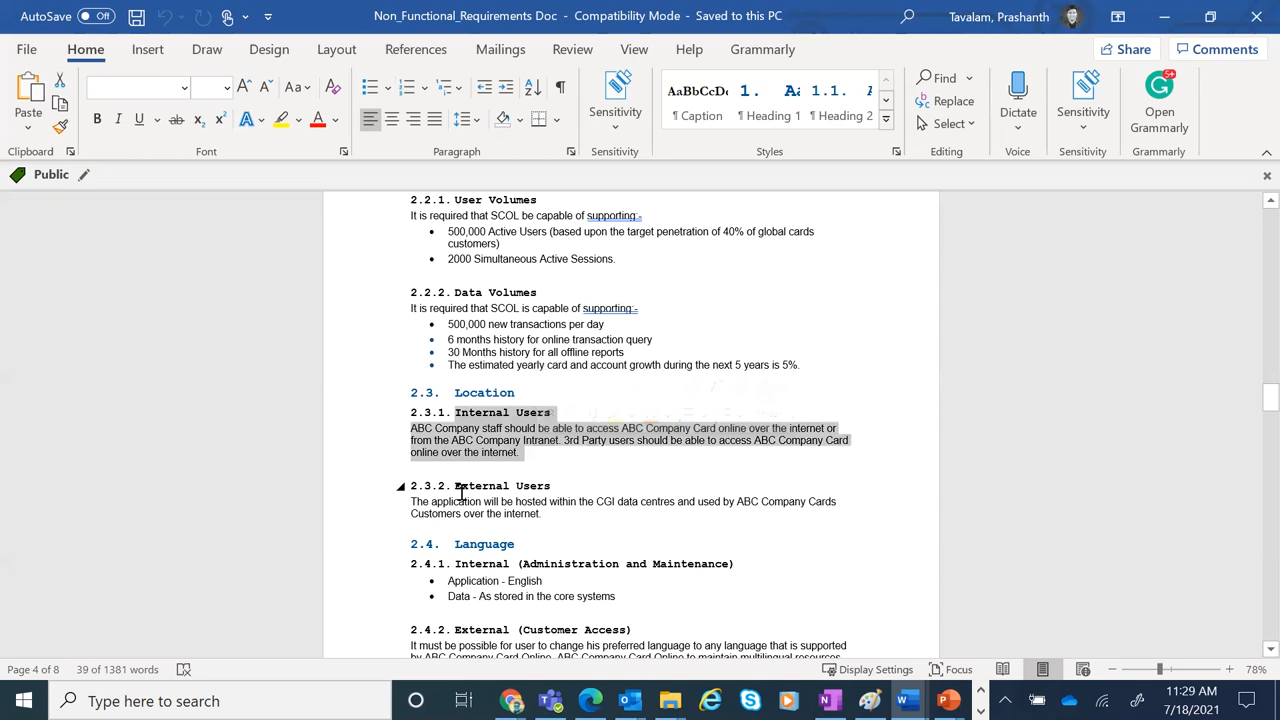 AutoSave Off Non_Functional_Requirements Doc - Compatibility Mode - Saved to this PC Tavalam, Prashanth
File Home Insert Draw Design Layout References Mailings Review View Help Grammarly Share Comments
Paste
Clipboard
Aa
B I U ab x₂ x² A A
Font
Paragraph
Sensitivity
Sensitivity
AaBbCcDc 1. Aa 1.1. A
¶ Caption ¶ Heading 1 ¶ Heading 2
Styles
Find
Replace
Select
Editing
Dictate
Voice
Sensitivity
Sensitivity
Open
Grammarly
Grammarly
Public
2.2.1. User Volumes
It is required that SCOL be capable of supporting:-
• 500,000 Active Users (based upon the target penetration of 40% of global cards
customers)
• 2000 Simultaneous Active Sessions.
2.2.2. Data Volumes
It is required that SCOL is capable of supporting:-
• 500,000 new transactions per day
• 6 months history for online transaction query
• 30 Months history for all offline reports
• The estimated yearly card and account growth during the next 5 years is 5%.
2.3. Location
2.3.1. Internal Users
ABC Company staff should be able to access ABC Company Card online over the internet or
from the ABC Company Intranet. 3rd Party users should be able to access ABC Company Card
online over the internet.
2.3.2. External Users
The application will be hosted within the CGI data centres and used by ABC Company Cards
Customers over the internet.
2.4. Language
2.4.1. Internal (Administration and Maintenance)
• Application - English
• Data - As stored in the core systems
2.4.2. External (Customer Access)
It must be possible for user to change his preferred language to any language that is supported
by ABC Company Card Online. ABC Company Card Online to maintain multilingual resources
Page 4 of 8 39 of 1381 words Display Settings Focus 78%
Type here to search
11:29 AM
7/18/2021